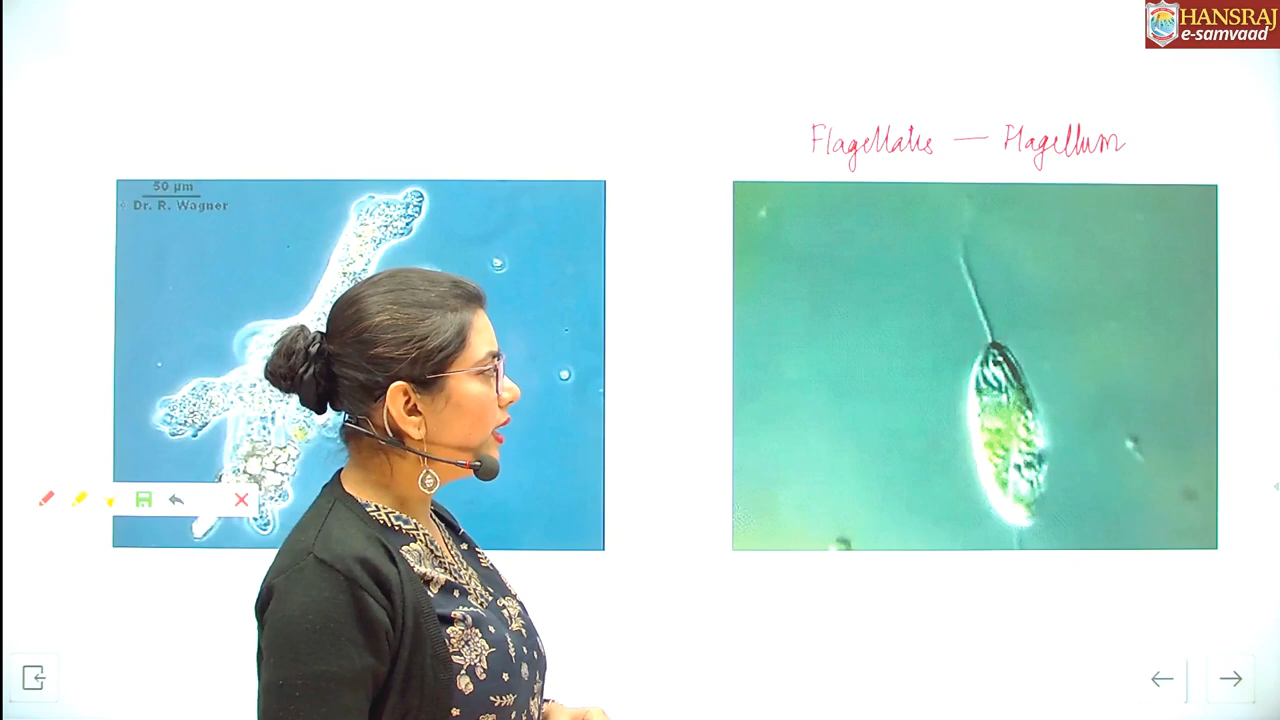 HANSRAJ
e-samvaad
Flagellates — Flagellum
50 µm
Dr. R. Wagner